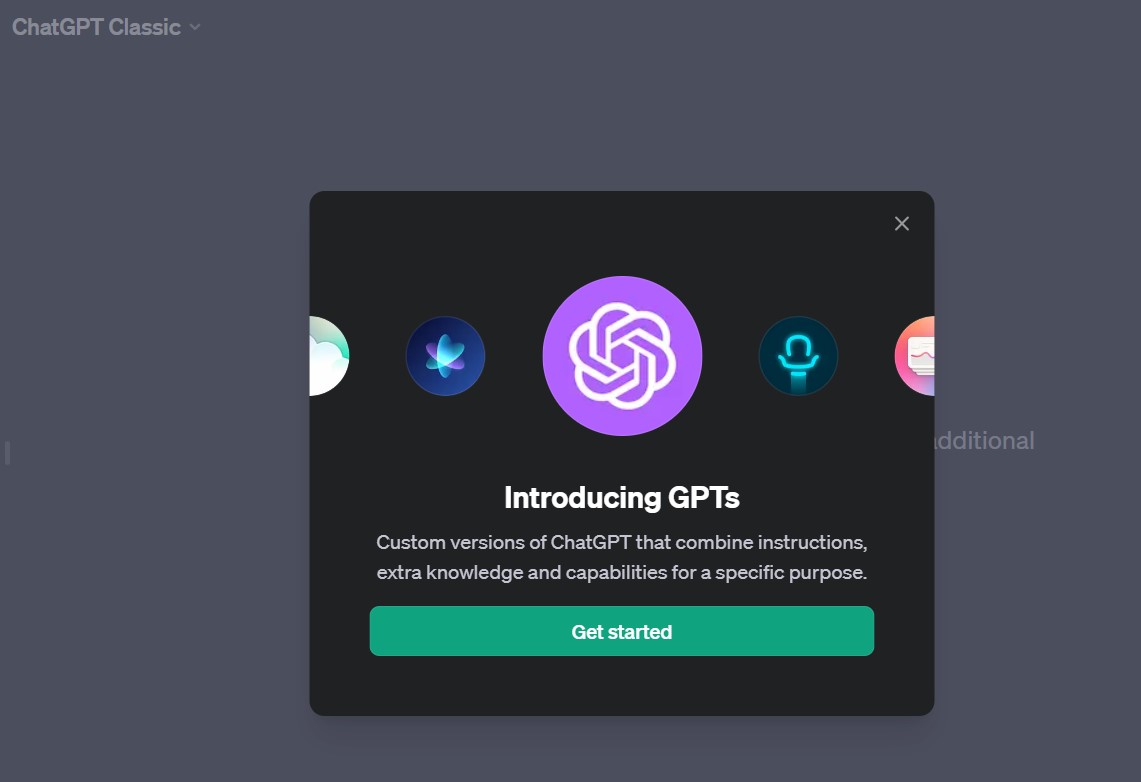 ChatGPT Classic
additional
Introducing GPTs
Custom versions of ChatGPT that combine instructions,
extra knowledge and capabilities for a specific purpose.
Get started